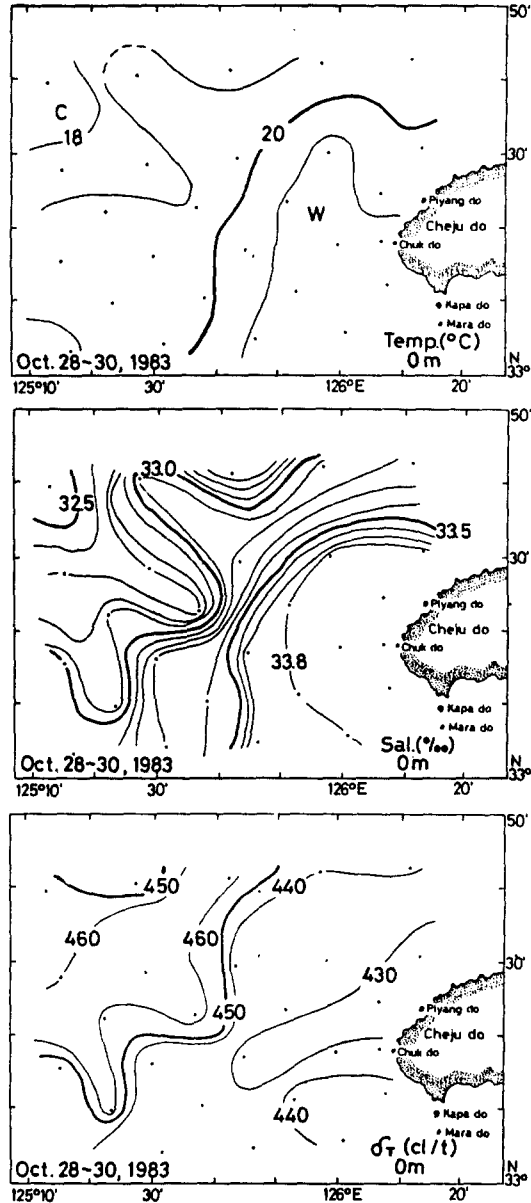 50'
C
18
20
30'
W
Piyang do
Cheju do
Chuk do
Kapa do
Mara do
Temp.(°C)
0m
Oct. 28~30, 1983
33°
125°10' 30' 126°E 20'
33.0
32.5
33.5
30'
Piyang do
Cheju do
Chuk do
33.8
Kapa do
Mara do
Sal.(‰)
0m
Oct. 28~30, 1983
33°
125°10' 30' 126°E 20'
50'
450 440
460 460
430
30'
450
Piyang do
Cheju do
Chuk do
440
Kapa do
Mara do
δT (cl/t)
0m
Oct. 28~30, 1983
33°
125°10' 30' 126°E 20'